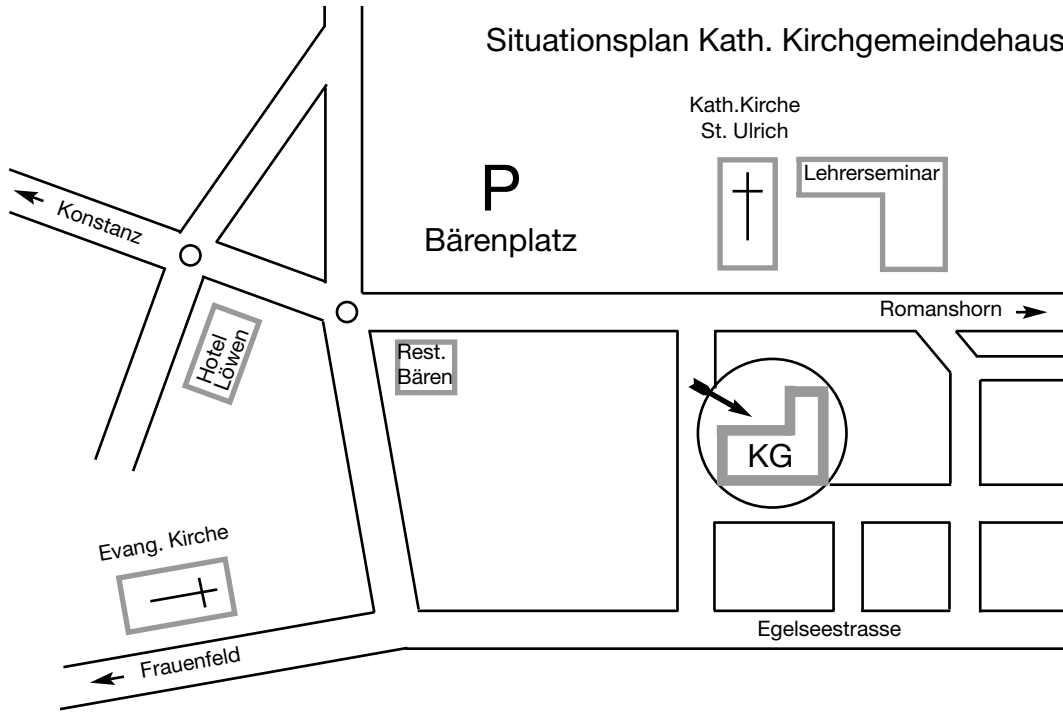 Situationsplan Kath. Kirchgemeindehaus
Kath.Kirche
St. Ulrich
Lehrerseminar
P
Bärenplatz
Konstanz
Romanshorn
Hotel
Löwen
Rest.
Bären
KG
Evang. Kirche
Egelseestrasse
Frauenfeld